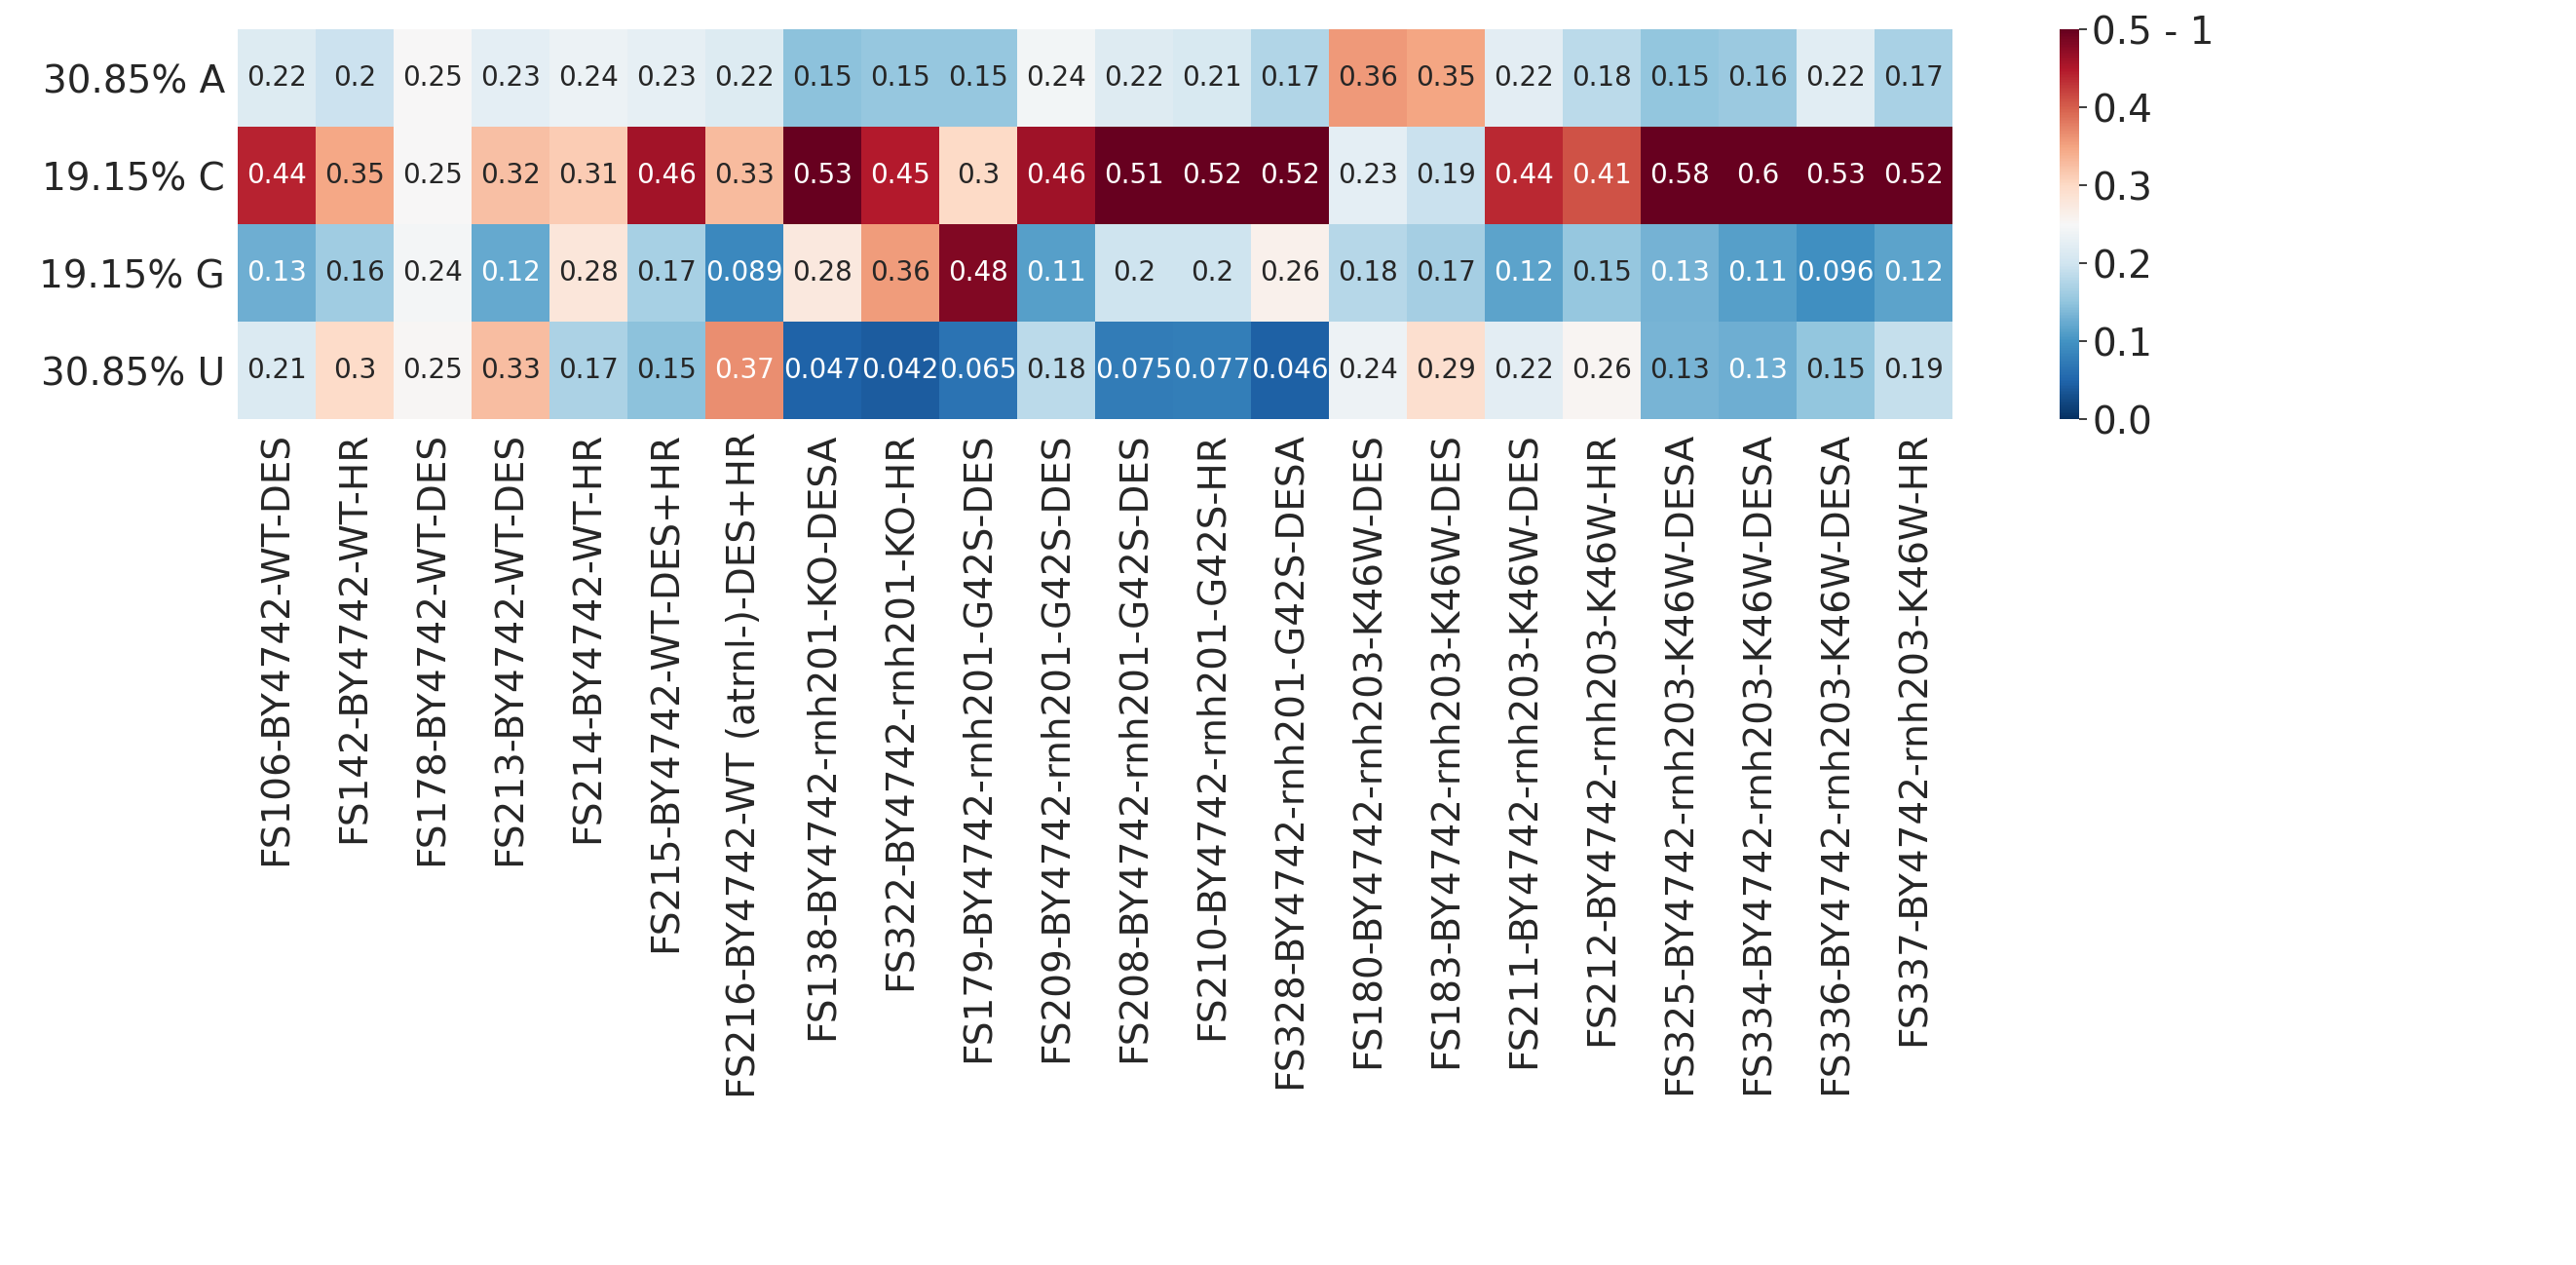 30.85% A 0.22 0.2 0.25 0.23 0.24 0.23 0.22 0.15 0.15 0.15 0.24 0.22 0.21 0.17 0.36 0.35 0.22 0.18 0.15 0.16 0.22 0.17
19.15% C 0.44 0.35 0.25 0.32 0.31 0.46 0.33 0.53 0.45 0.3 0.46 0.51 0.52 0.52 0.23 0.19 0.44 0.41 0.58 0.6 0.53 0.52
19.15% G 0.13 0.16 0.24 0.12 0.28 0.17 0.089 0.28 0.36 0.48 0.11 0.2 0.2 0.26 0.18 0.17 0.12 0.15 0.13 0.11 0.096 0.12
30.85% U 0.21 0.3 0.25 0.33 0.17 0.15 0.37 0.047 0.042 0.065 0.18 0.075 0.077 0.046 0.24 0.29 0.22 0.26 0.13 0.13 0.15 0.19
FS106-BY4742-WT-DES
FS142-BY4742-WT-HR
FS178-BY4742-WT-DES
FS213-BY4742-WT-DES
FS214-BY4742-WT-HR
FS215-BY4742-WT-DES+HR
FS216-BY4742-WT (atrnl-)-DES+HR
FS138-BY4742-rnh201-KO-DESA
FS322-BY4742-rnh201-KO-HR
FS179-BY4742-rnh201-G42S-DES
FS209-BY4742-rnh201-G42S-DES
FS208-BY4742-rnh201-G42S-DES
FS210-BY4742-rnh201-G42S-HR
FS328-BY4742-rnh201-G42S-DESA
FS180-BY4742-rnh203-K46W-DES
FS183-BY4742-rnh203-K46W-DES
FS211-BY4742-rnh203-K46W-DES
FS212-BY4742-rnh203-K46W-HR
FS325-BY4742-rnh203-K46W-DESA
FS334-BY4742-rnh203-K46W-DESA
FS336-BY4742-rnh203-K46W-DESA
FS337-BY4742-rnh203-K46W-HR
0.5 - 1
0.4
0.3
0.2
0.1
0.0